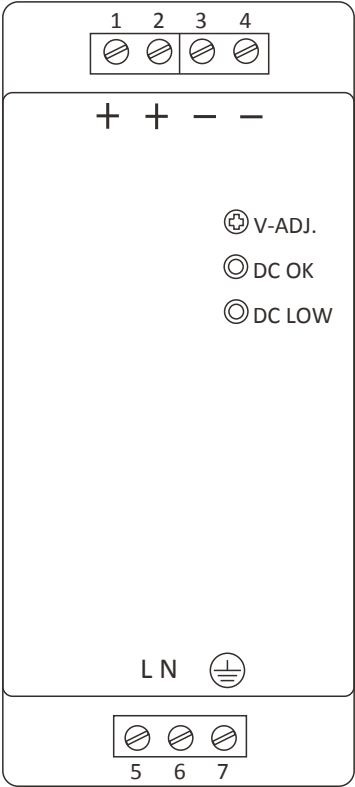 1 2 3 4
+ + − −
V-ADJ.
DC OK
DC LOW
L N
5 6 7